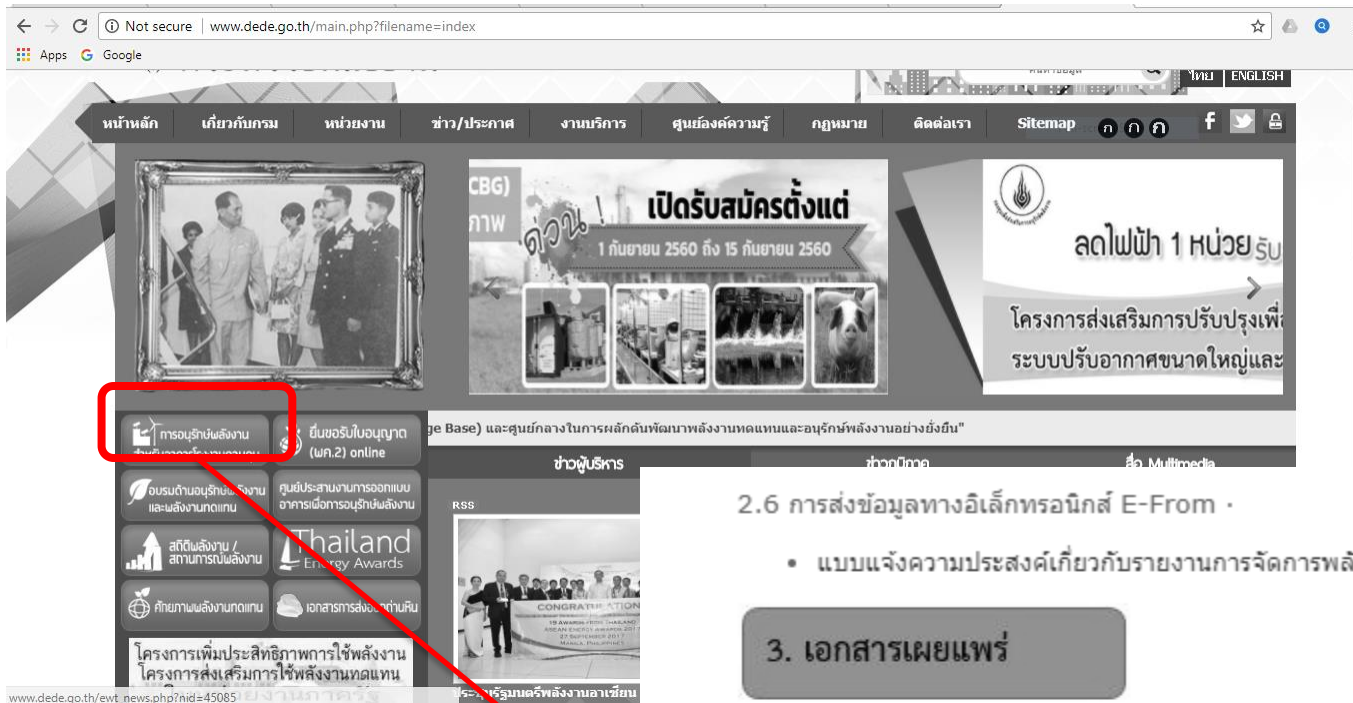 Not secure www.dede.go.th/main.php?filename=index
Apps Google
ไทย ENGLISH
หน้าหลัก เกี่ยวกับกรม หน่วยงาน ข่าว/ประกาศ งานบริการ ศูนย์องค์ความรู้ กฎหมาย ติดต่อเรา Sitemap ก ก ก
CBG)
ภาพ
ด่วน !
เปิดรับสมัครตั้งแต่
1 กันยายน 2560 ถึง 15 กันยายน 2560
ลดไฟฟ้า 1 หน่วย รับ
โครงการส่งเสริมการปรับปรุงเพื่อ
ระบบปรับอากาศขนาดใหญ่และ
การอนุรักษ์พลังงาน
ยื่นขอรับใบอนุญาต
(พค.2) online
ge Base) และศูนย์กลางในการผลักดันพัฒนาพลังงานทดแทนและอนุรักษ์พลังงานอย่างยั่งยืน"
ข่าวผู้บริหาร ข่าวภูมิภาค สื่อ Multimedia
อบรมด้านอนุรักษ์พลังงาน
และพลังงานทดแทน
ศูนย์ประสานงานการออกแบบ
อาคารเพื่อการอนุรักษ์พลังงาน
RSS
สถิติพลังงาน /
สถานการณ์พลังงาน
Thailand
Energy Awards
ศักยภาพพลังงานทดแทน
เอกสารการส่งออกถ่านหิน
CONGRATULATION
โครงการเพิ่มประสิทธิภาพการใช้พลังงาน
โครงการส่งเสริมการใช้พลังงานทดแทน
ประชุมรัฐมนตรีพลังงานอาเซียน
www.dede.go.th/ewt_news.php?nid=45085
2.6 การส่งข้อมูลทางอิเล็กทรอนิกส์ E-From ·
• แบบแจ้งความประสงค์เกี่ยวกับรายงานการจัดการพลั
3. เอกสารเผยแพร่